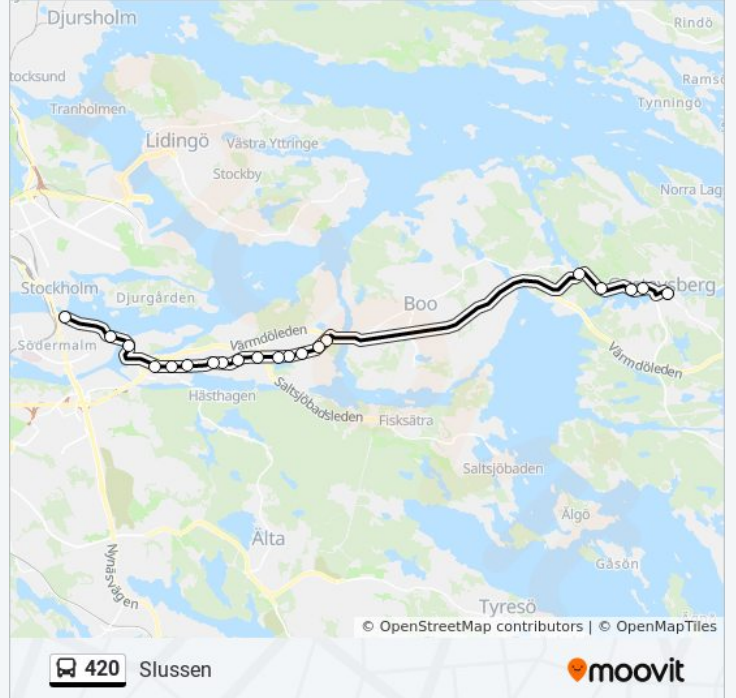 Djursholm
Rindö
tocksund
Ramsö
Tranholmen
Tynningö
Lidingö
Västra Yttringe
Stockby
Norra Lag
Stockholm
Djurgården
Boo
Södermalm
Värmdöleden
Värmdöleden
Hästhagen
Saltsjöbadsleden
Fisksätra
Saltsjöbaden
Älgö
Älta
Gåsön
Nynäsvägen
Tyresö
© OpenStreetMap contributors | © OpenMapTiles
420 Slussen
moovit